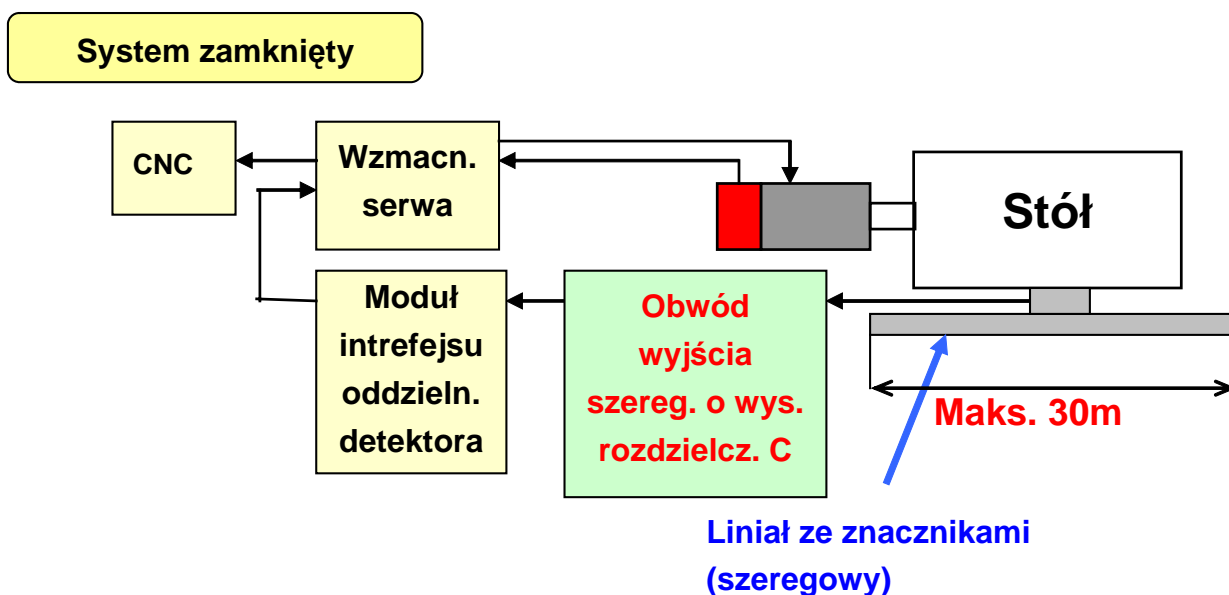 System zamknięty
CNC
Wzmacn.
serwa
Stół
Moduł
intrefejsu
oddzieln.
detektora
Obwód
wyjścia
szereg. o wys.
rozdzielcz. C
Maks. 30m
Liniał ze znacznikami
(szeregowy)